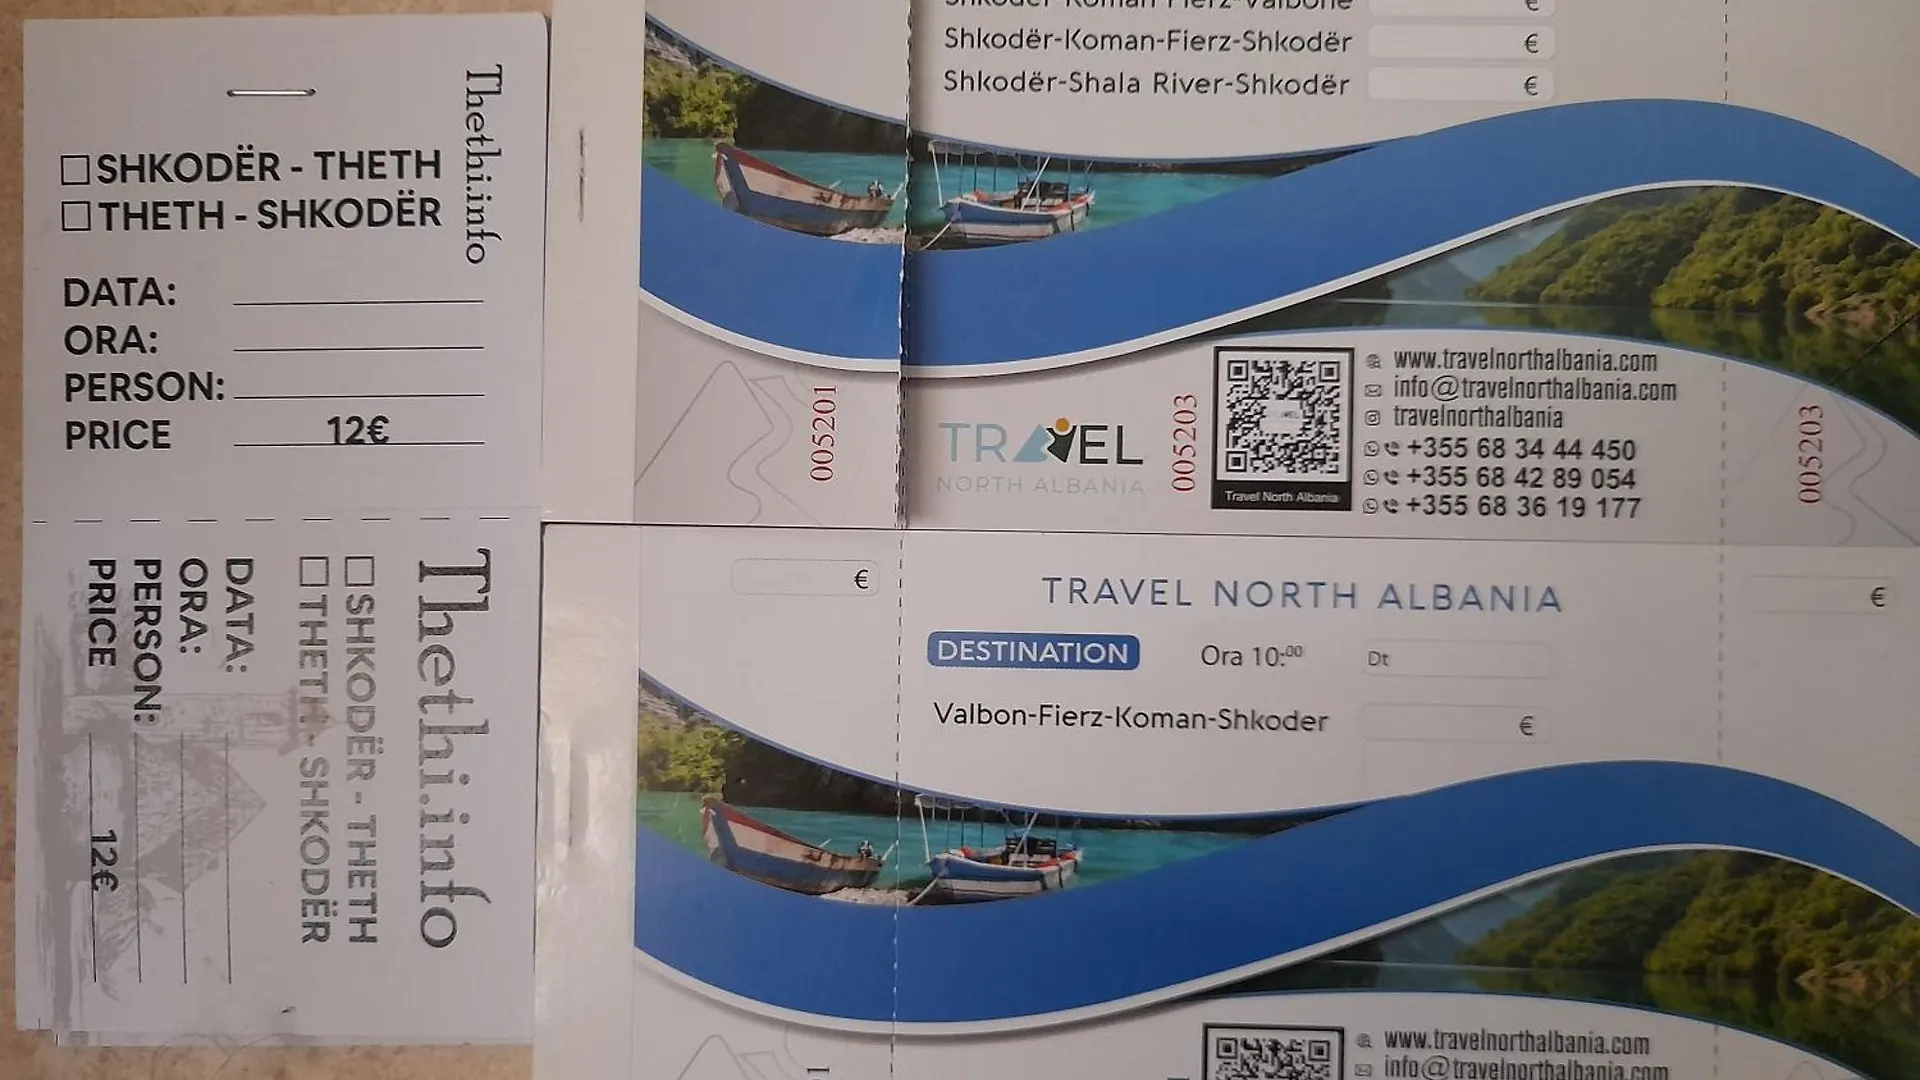 Thethi.info
SHKODËR - THETH
THETH - SHKODËR
DATA:
ORA:
PERSON:
PRICE 12€
Thethi.info
SHKODËR - THETH
THETH - SHKODËR
DATA:
ORA:
PERSON:
PRICE 12€
Shkodër-Koman-Fierz-Valbonë €
Shkodër-Koman-Fierz-Shkodër €
Shkodër-Shala River-Shkodër €
005201
TRAVEL
NORTH ALBANIA
005203
Travel North Albania
www.travelnorthalbania.com
info@travelnorthalbania.com
travelnorthalbania
+355 68 34 44 450
+355 68 42 89 054
+355 68 36 19 177
005203
€
TRAVEL NORTH ALBANIA
€
DESTINATION Ora 10:00 Dt
Valbon-Fierz-Koman-Shkoder €
www.travelnorthalbania.com
info@travelnorthalbania.com